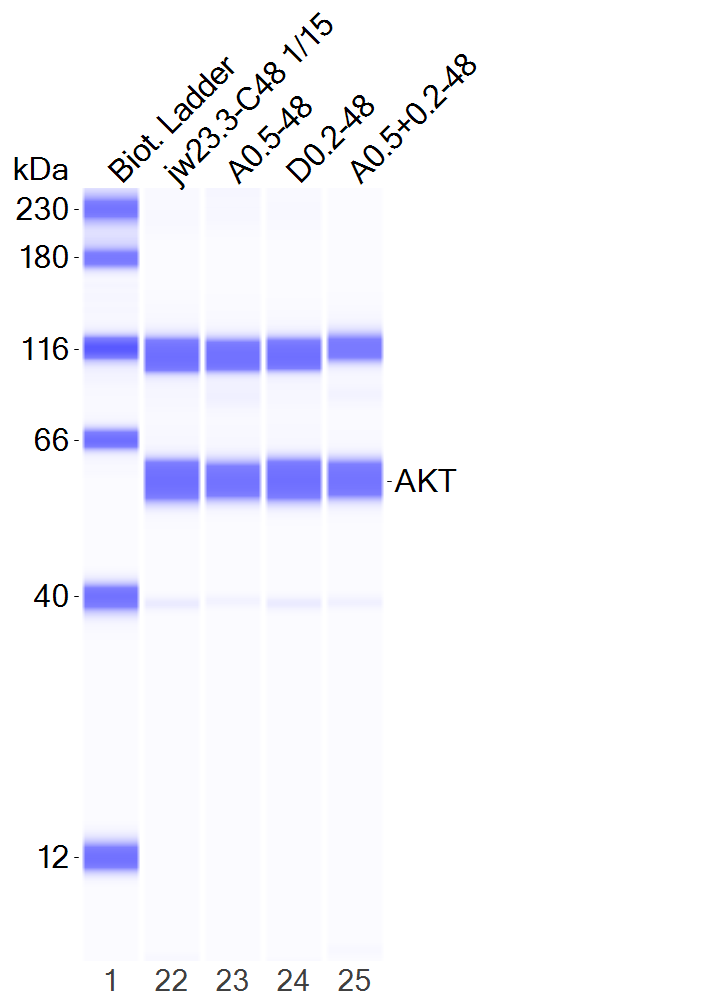 kDa
Biot. Ladder
jw23.3-C48 1/15
A0.5-48
D0.2-48
A0.5+0.2-48
230
180
116
66
AKT
40
12
1 22 23 24 25